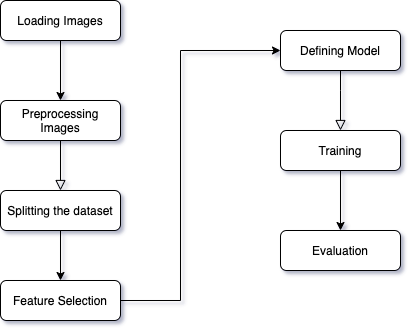 Loading Images
Preprocessing
Images
Splitting the dataset
Feature Selection
Defining Model
Training
Evaluation